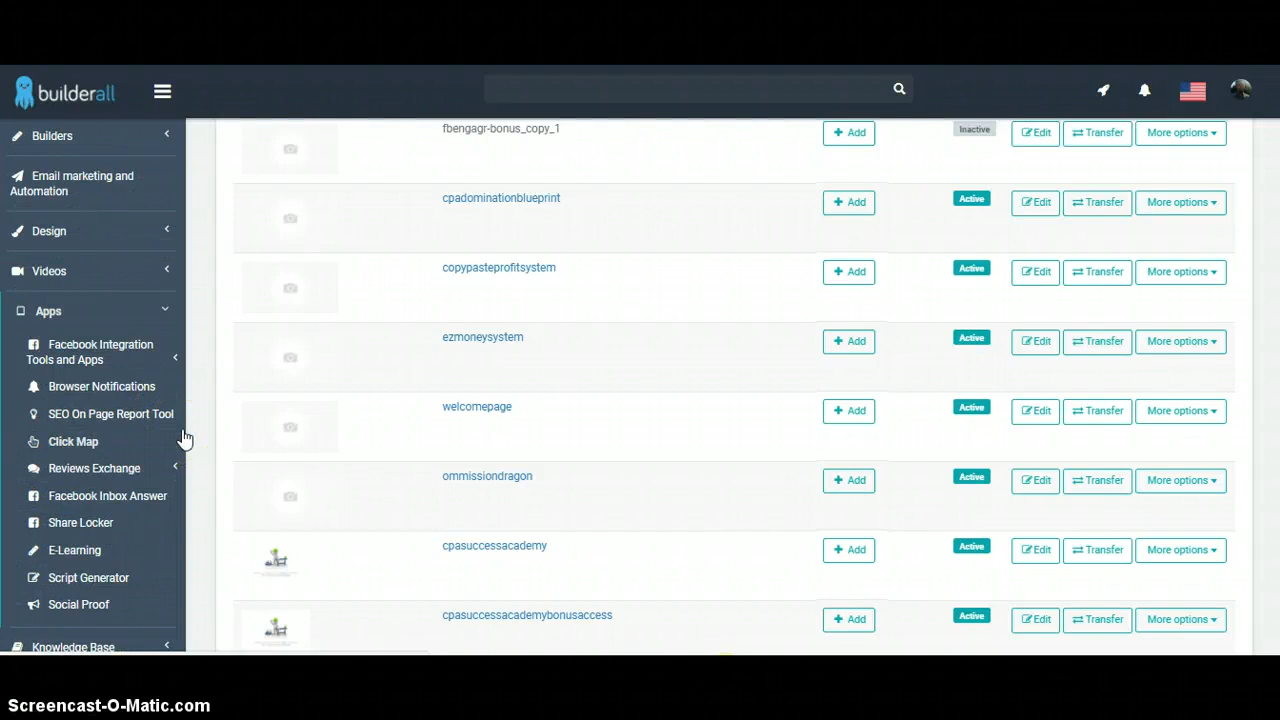 builderall
Builders
Email marketing and
Automation
Design
Videos
Apps
Facebook Integration
Tools and Apps
Browser Notifications
SEO On Page Report Tool
Click Map
Reviews Exchange
Facebook Inbox Answer
Share Locker
E-Learning
Script Generator
Social Proof
Knowledge Base
fbengagr-bonus_copy_1 Add Inactive Edit Transfer More options
cpadominationblueprint Add Active Edit Transfer More options
copypasteprofitsystem Add Active Edit Transfer More options
ezmoneysystem Add Active Edit Transfer More options
welcomepage Add Active Edit Transfer More options
ommissiondragon Add Active Edit Transfer More options
cpasuccessacademy Add Active Edit Transfer More options
cpasuccessacademybonusaccess Add Active Edit Transfer More options
Screencast-O-Matic.com